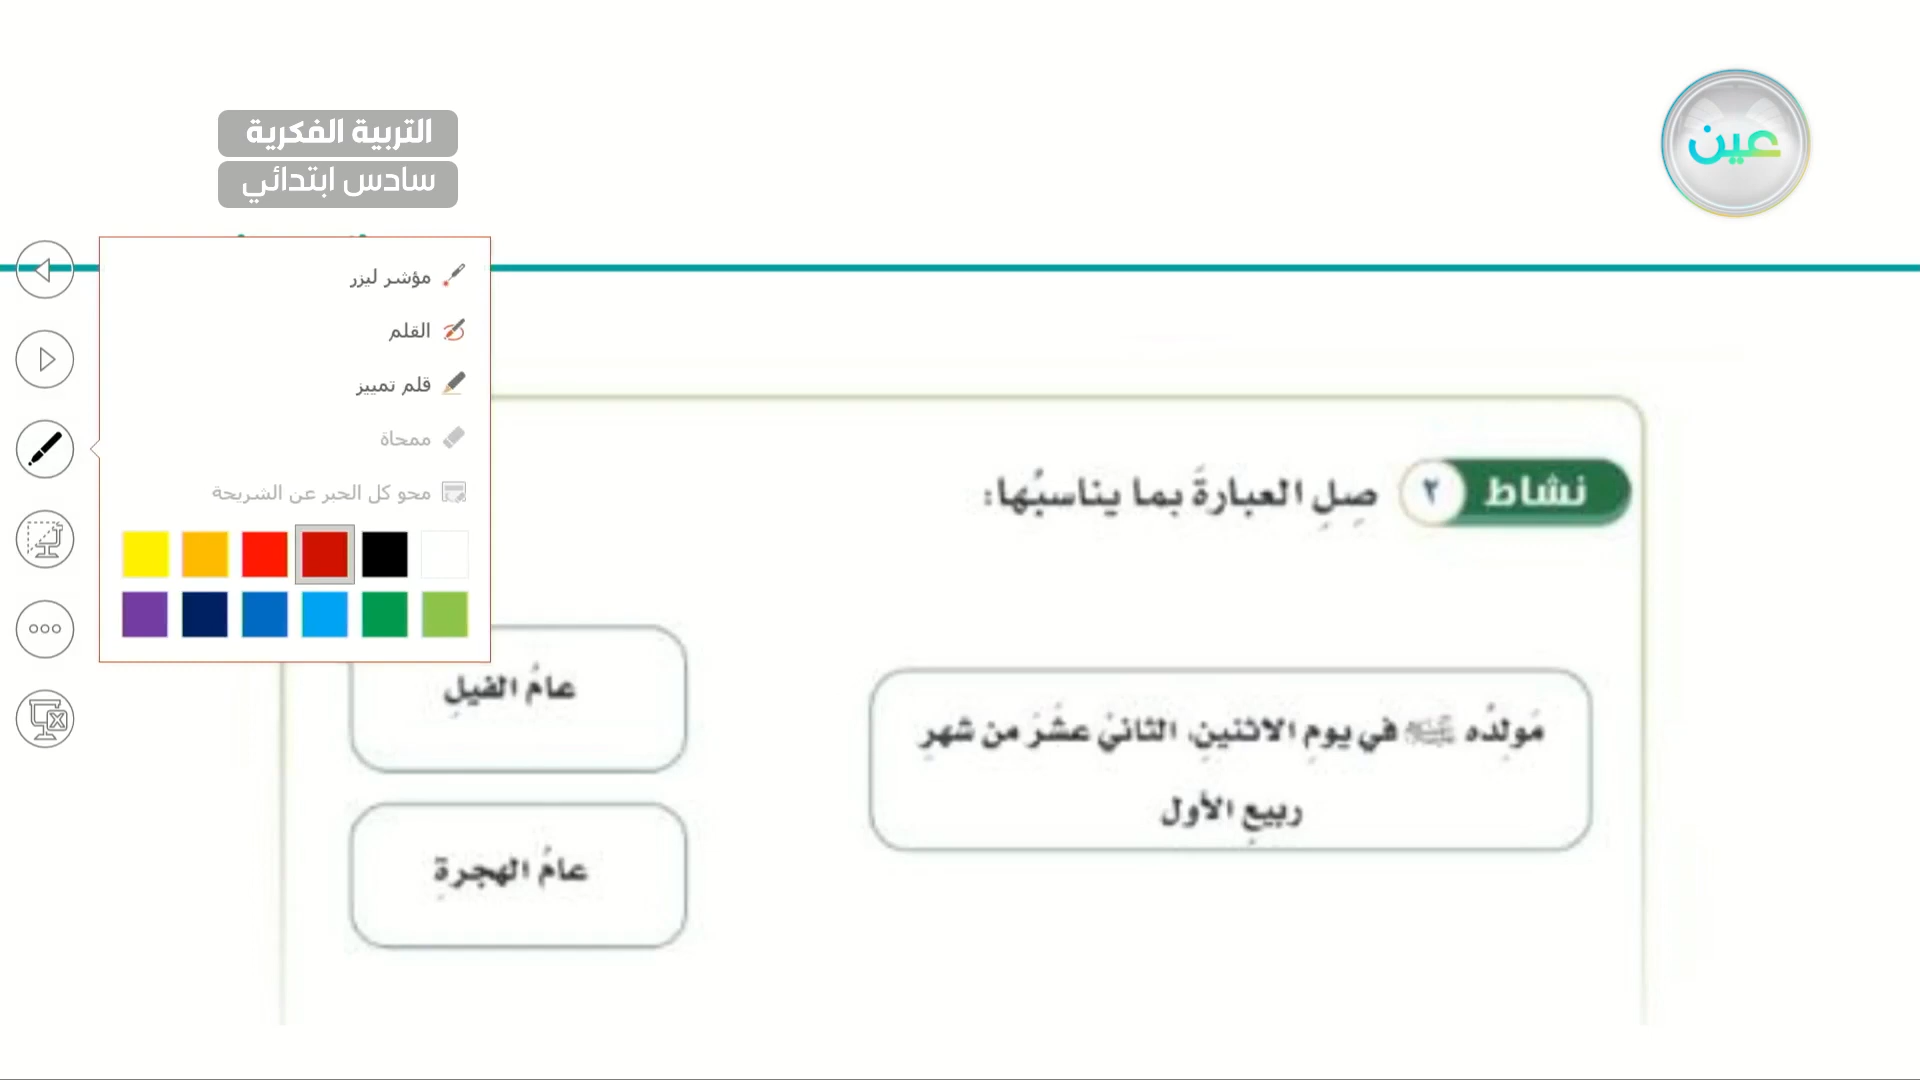 عين
التربية الفكرية
سادس ابتدائي
مؤشر ليزر
القلم
قلم تمييز
ممحاة
محو كل الحبر عن الشريحة
نشاط ٢ صِلِ العبارةَ بما يناسبُها:
مَولِدُه ﷺ في يومِ الاثنينِ، الثانيْ عشَرَ من شهرِ
ربيعِ الأول
عامُ الفيلِ
عامُ الهجرةِ